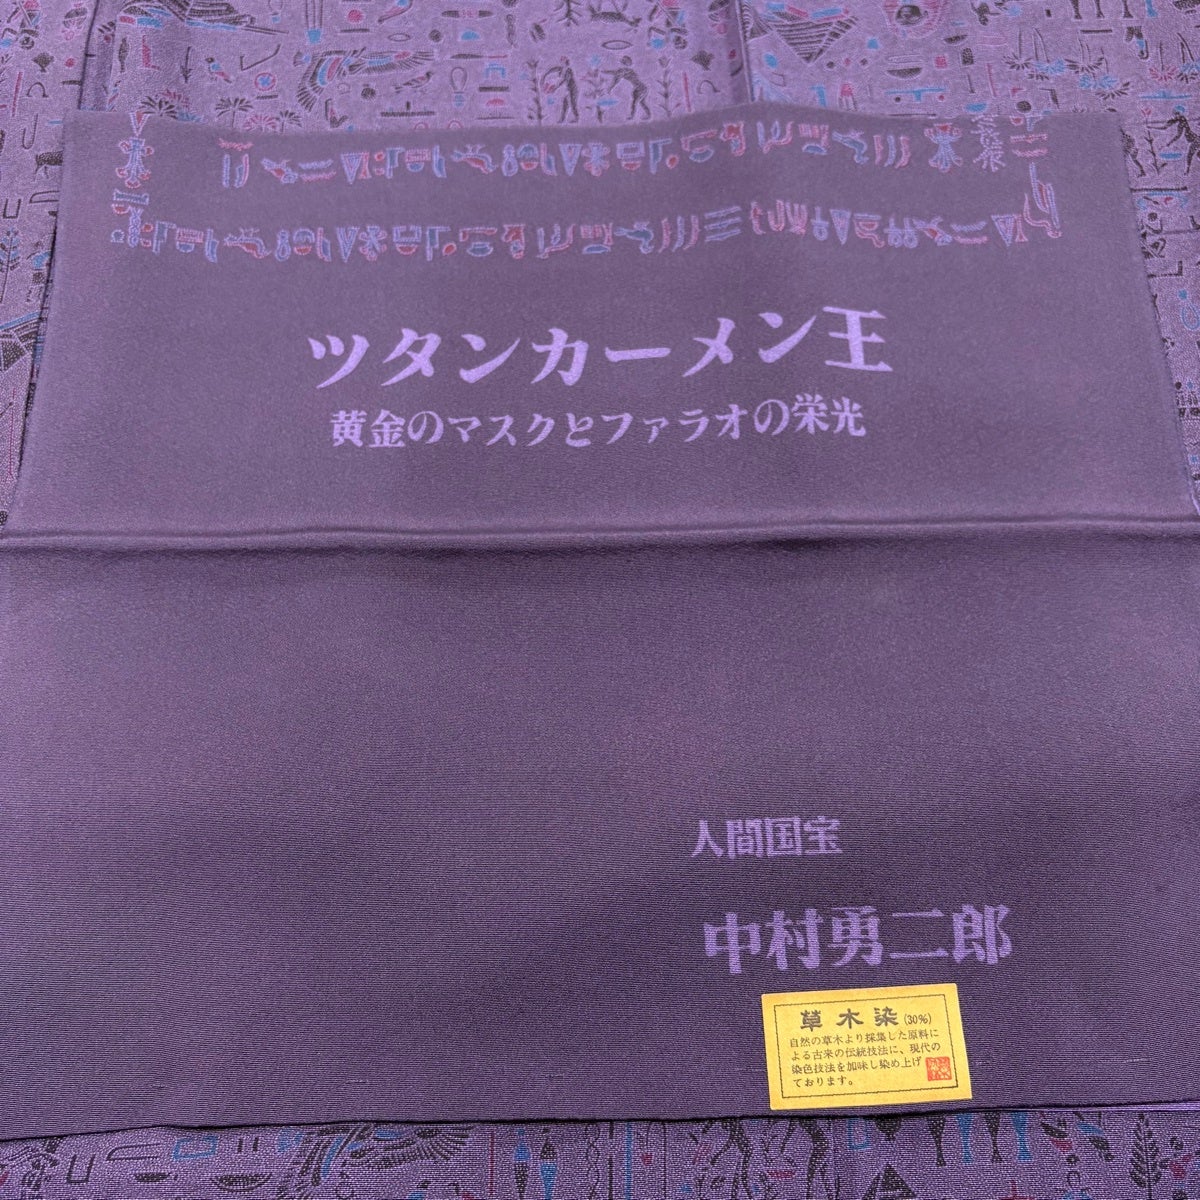 ツタンカーメン王
黄金のマスクとファラオの栄光
人間国宝
中村勇二郎
草木染(30%)
自然の草木より採集した原料に
よる古来の伝統技法に、現代の
染色技法を加味し染め上げ
ております。